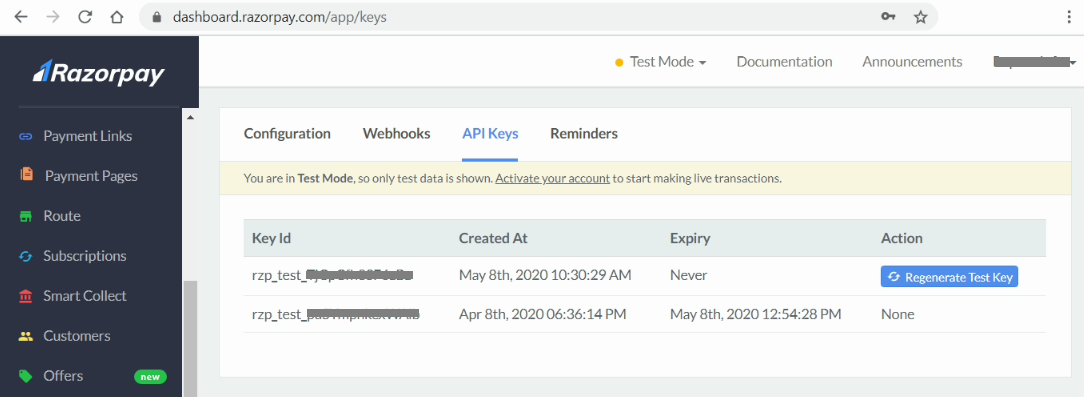 dashboard.razorpay.com/app/keys
Razorpay
Test Mode Documentation Announcements
Payment Links
Payment Pages
Route
Subscriptions
Smart Collect
Customers
Offers new
Configuration Webhooks API Keys Reminders
You are in Test Mode, so only test data is shown. Activate your account to start making live transactions.
Key Id Created At Expiry Action
rzp_test_ May 8th, 2020 10:30:29 AM Never Regenerate Test Key
rzp_test_ Apr 8th, 2020 06:36:14 PM May 8th, 2020 12:54:28 PM None